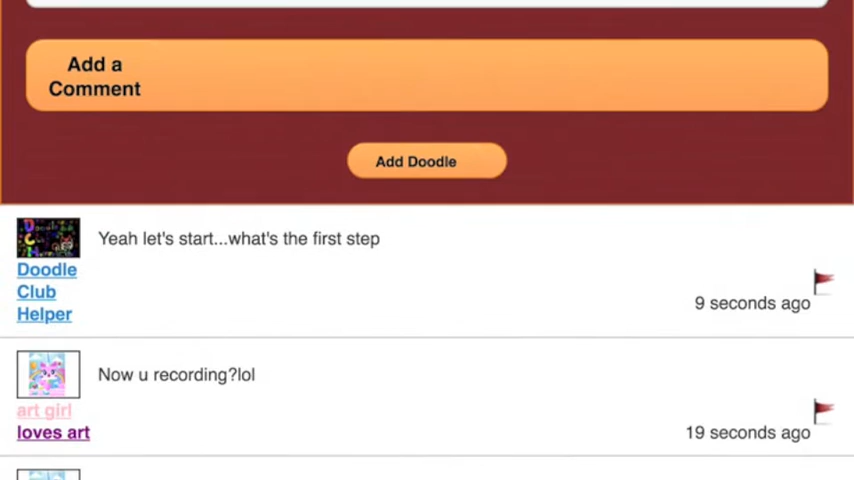 Add a
Comment
Add Doodle
Yeah let's start...what's the first step
Doodle
Club
Helper
9 seconds ago
Now u recording?lol
art girl
loves art
19 seconds ago